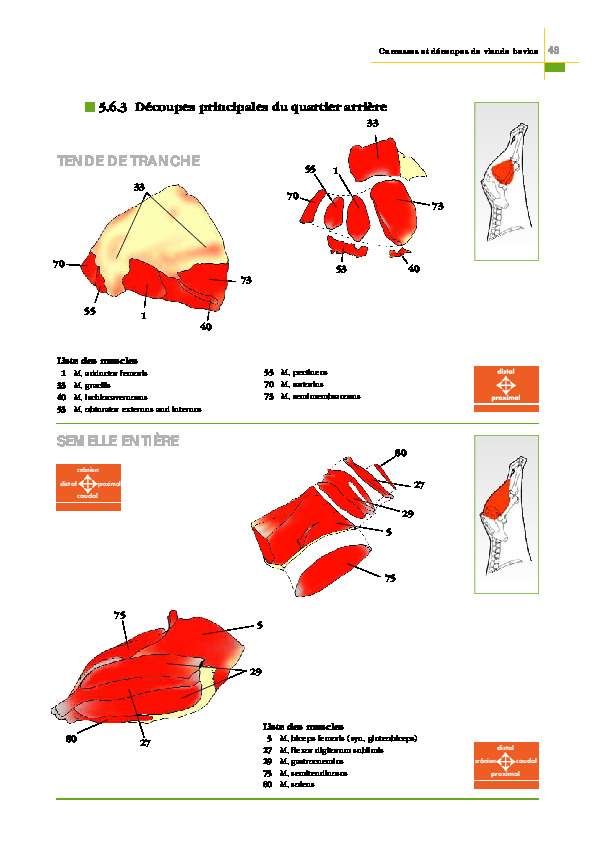 Carcasses et découpes de viande bovine 43
5.6.3 Découpes principales du quartier arrière
TENDE DE TRANCHE
33
55
1
70
73
53
40
33
70
55
1
40
73
Liste des muscles
1 M. adductor femoris
33 M. gracilis
40 M. ischiocavernosus
53 M. obturator externus and internus
55 M. pectineus
70 M. sartorius
73 M. semimembranosus
distal
proximal
SEMELLE ENTIÈRE
crânien
distal proximal
caudal
80
27
29
5
75
75
5
29
80
27
Liste des muscles
5 M. biceps femoris (syn. gluteobiceps)
27 M. flexor digitorum sublimis
29 M. gastrocnemius
75 M. semitendinosus
80 M. soleus
distal
crânien caudal
proximal